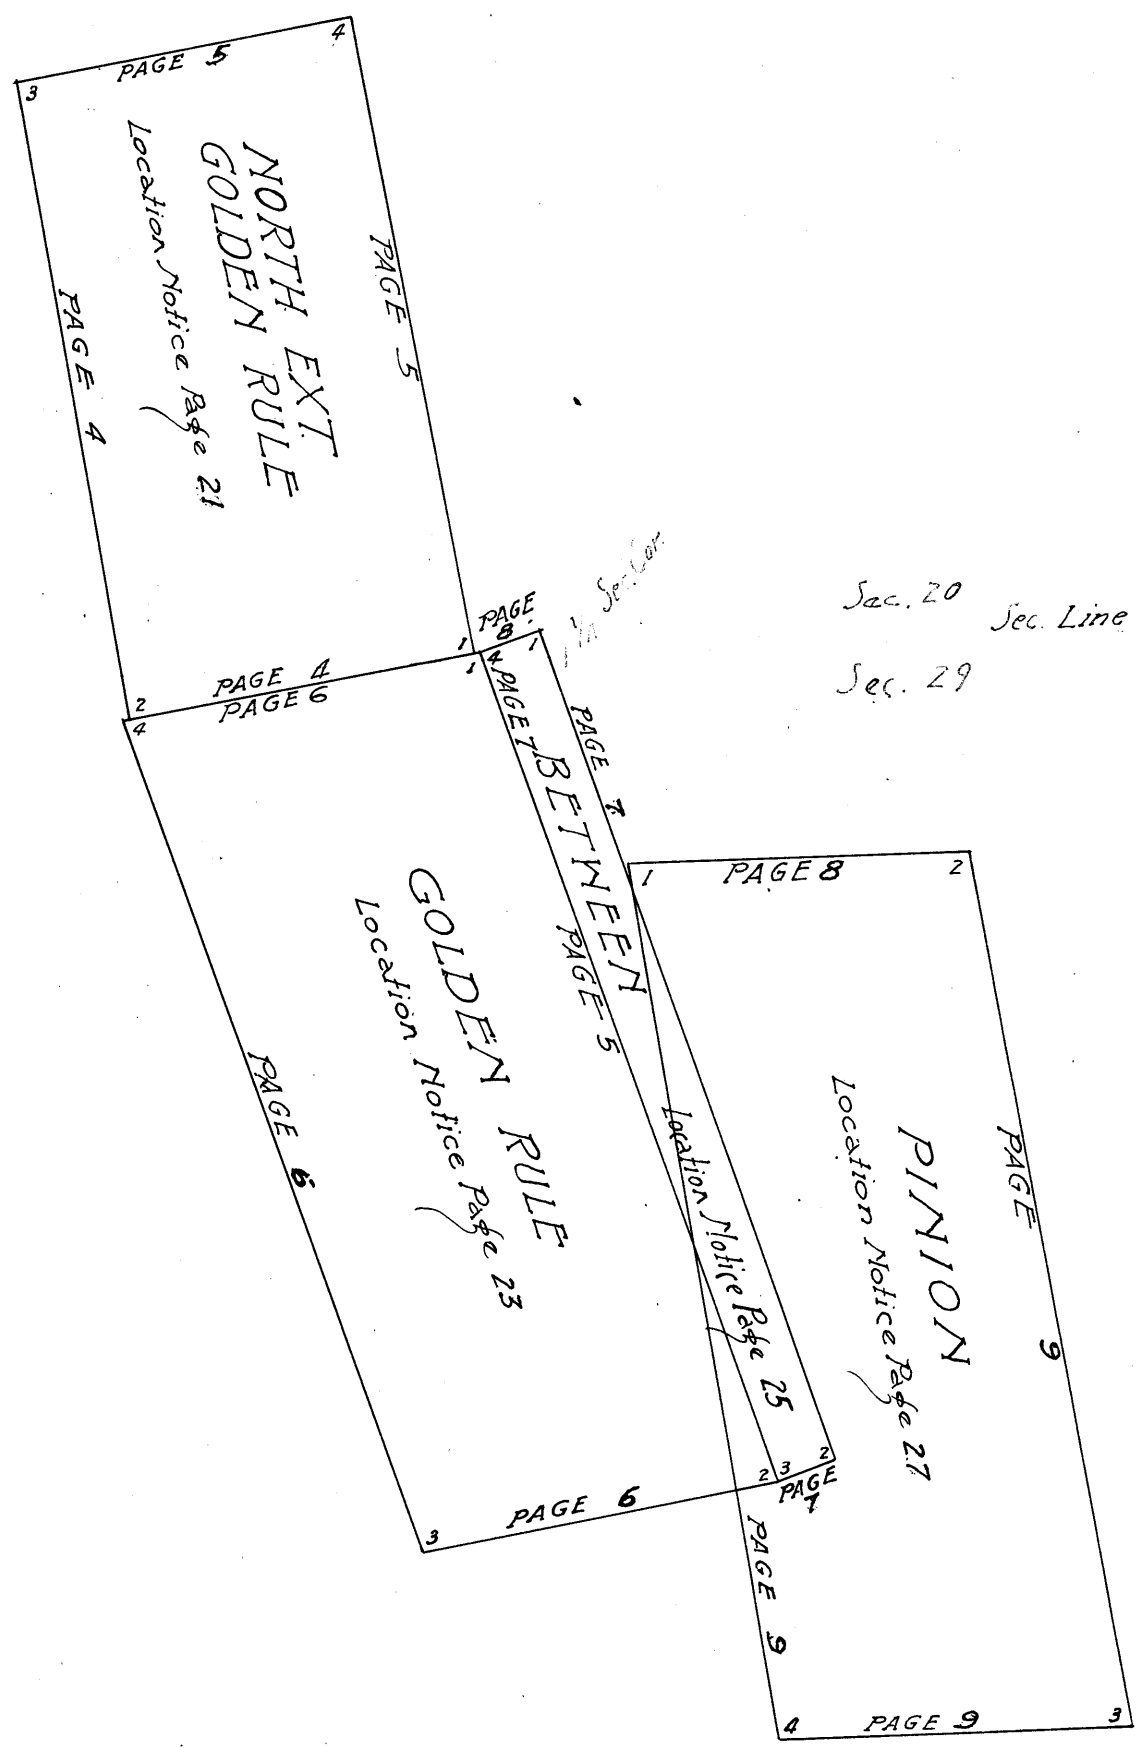 4
PAGE 5
3
NORTH EXT.
GOLDEN RULE
Location Notice Page 21
PAGE 5
PAGE 4
1
2
PAGE 4
PAGE 6
4
1
PAGE
8
4
1
Sec. Cor.
Sec. 20
Sec. Line
Sec. 29
PAGE 7
PAGE 7
BETWEEN
PAGE 5
Location Notice Page 25
GOLDEN RULE
Location Notice Page 23
PAGE 6
PAGE 6
3
2
3
2
PAGE
7
1
PAGE 8
2
PINION
Location Notice Page 27
PAGE 9
PAGE 9
4
PAGE 9
3